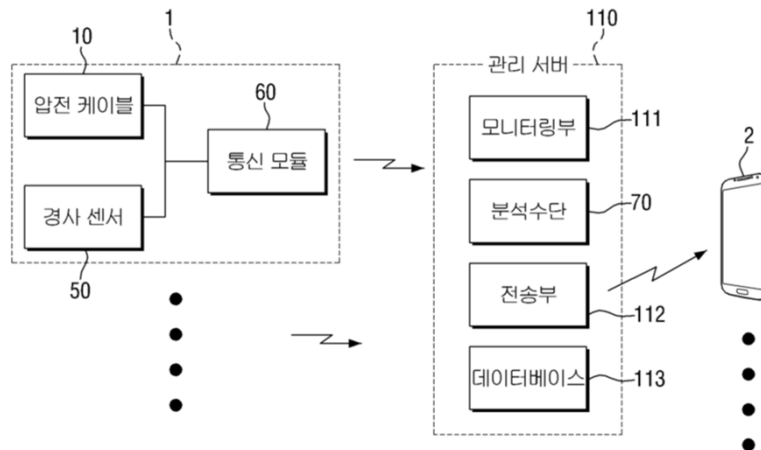 1
110
10
관리 서버
압전 케이블
60
모니터링부
111
2
통신 모듈
분석수단
70
경사 센서
50
전송부
112
데이터베이스
113